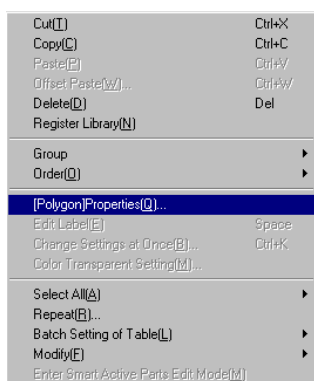 Cut(T) Ctrl+X
Copy(C) Ctrl+C
Paste(P) Ctrl+V
Offset Paste(W)... Ctrl+W
Delete(D) Del
Register Library(N)
Group
Order(O)
[Polygon]Properties(Q)...
Edit Label(E) Space
Change Settings at Once(B)... Ctrl+K
Color Transparent Setting(M)...
Select All(A)
Repeat(R)...
Batch Setting of Table(L)
Modify(F)
Enter Smart Active Parts Edit Mode(M)